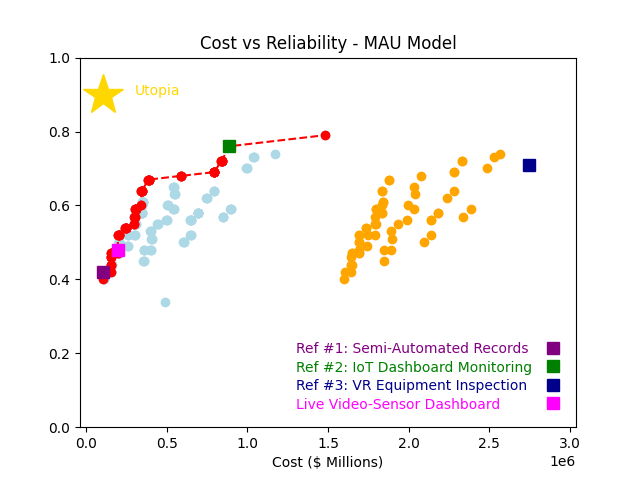 Cost vs Reliability - MAU Model
1.0
0.8
0.6
0.4
0.2
0.0
Utopia
Ref #1: Semi-Automated Records
Ref #2: IoT Dashboard Monitoring
Ref #3: VR Equipment Inspection
Live Video-Sensor Dashboard
0.0 0.5 1.0 1.5 2.0 2.5 3.0
1e6
Cost ($ Millions)